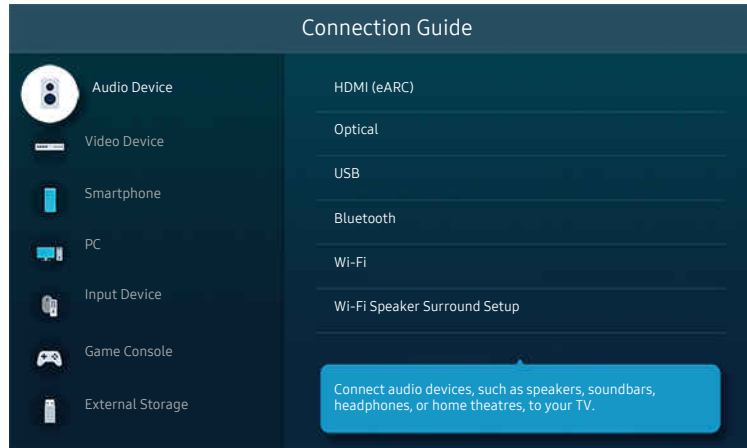 Connection Guide
Audio Device
Video Device
Smartphone
PC
Input Device
Game Console
External Storage
HDMI (eARC)
Optical
USB
Bluetooth
Wi-Fi
Wi-Fi Speaker Surround Setup
Connect audio devices, such as speakers, soundbars,
headphones, or home theatres, to your TV.